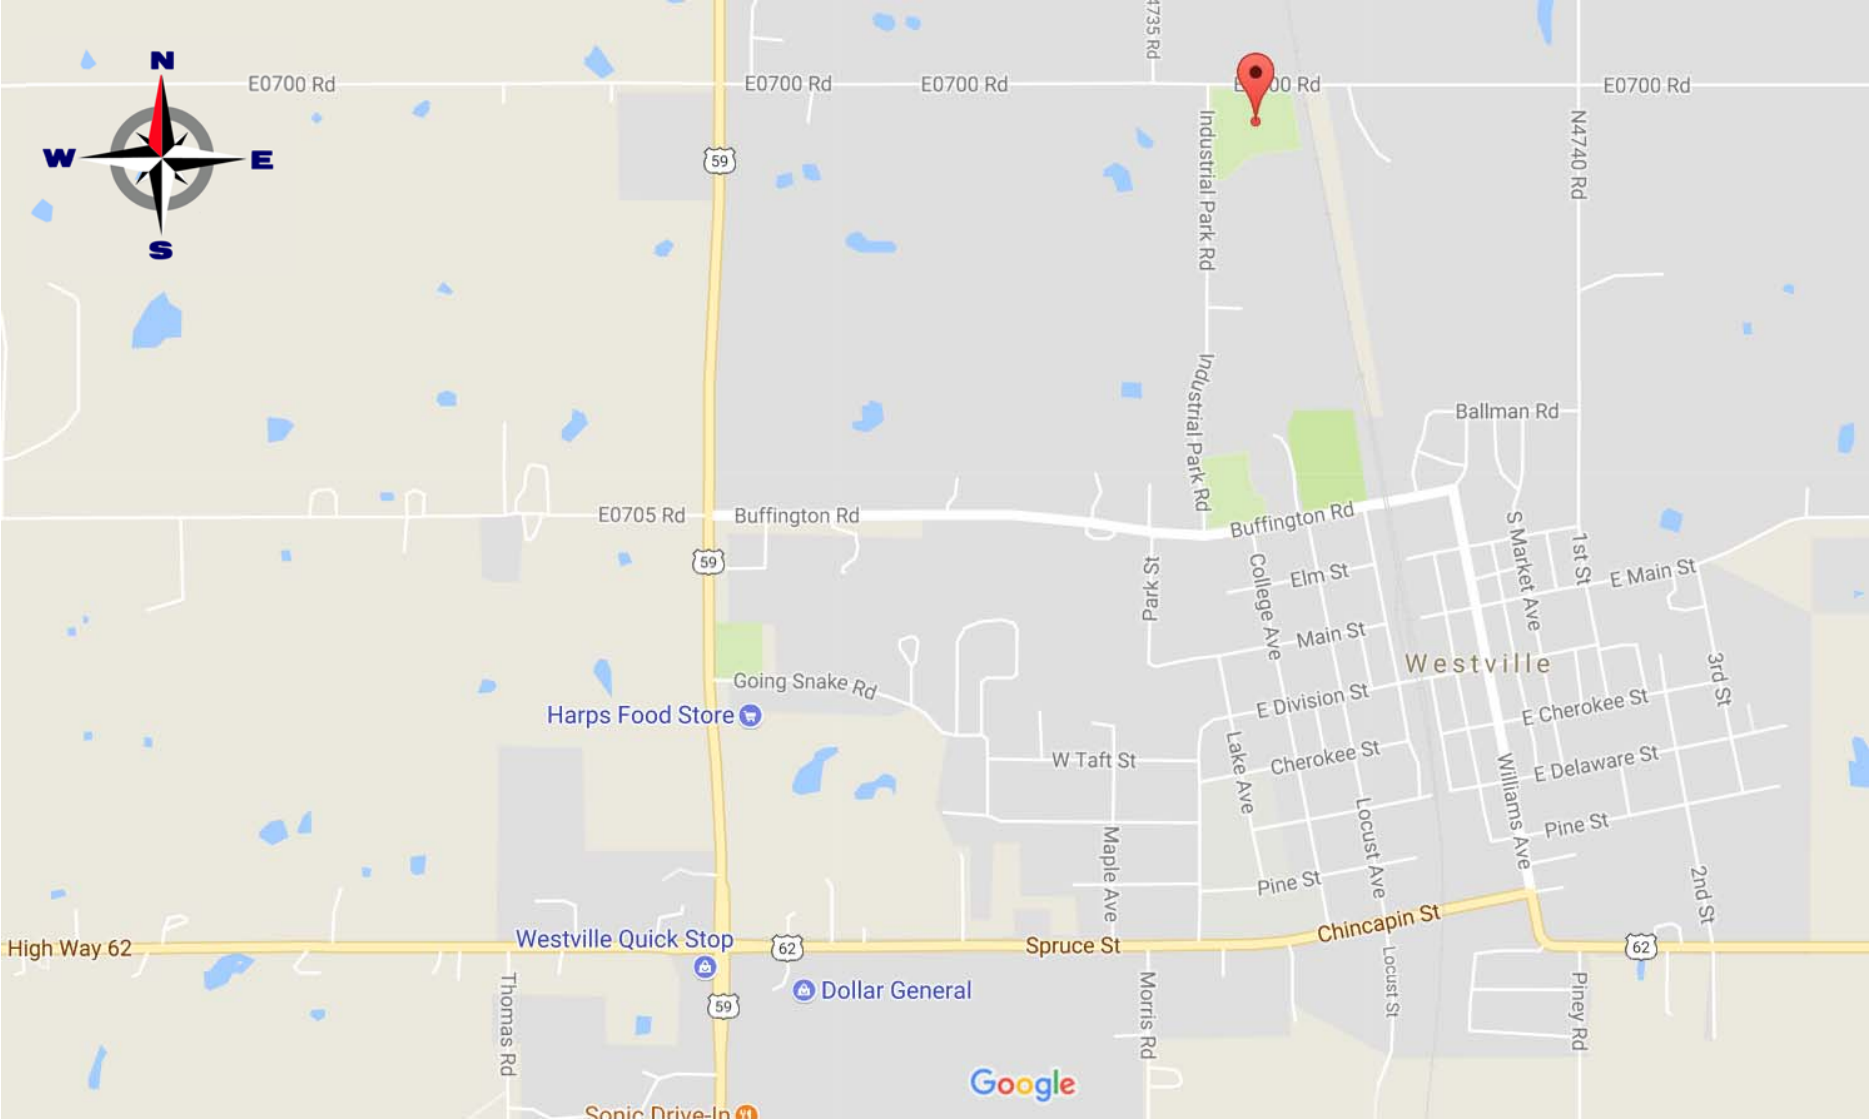 N
W
E
S
4735 Rd
E0700 Rd
E0700 Rd
E0700 Rd
E0700 Rd
E0700 Rd
59
Industrial Park Rd
N4740 Rd
Industrial Park Rd
Ballman Rd
E0705 Rd
Buffington Rd
Buffington Rd
59
Park St
College Ave
Elm St
S Market Ave
1st St
E Main St
Main St
Westville
3rd St
Going Snake Rd
Harps Food Store
E Division St
E Cherokee St
W Taft St
Lake Ave
Cherokee St
Williams Ave
E Delaware St
Maple Ave
Locust Ave
Pine St
Pine St
2nd St
High Way 62
Westville Quick Stop
62
Spruce St
Chincapin St
62
Thomas Rd
59
Dollar General
Morris Rd
Locust St
Piney Rd
Google
Sonic Drive-In